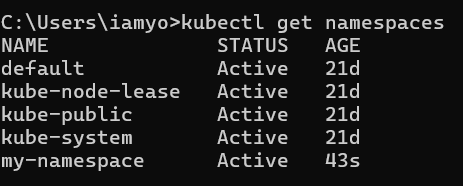 C:\Users\iamyo>kubectl get namespaces
NAME STATUS AGE
default Active 21d
kube-node-lease Active 21d
kube-public Active 21d
kube-system Active 21d
my-namespace Active 43s